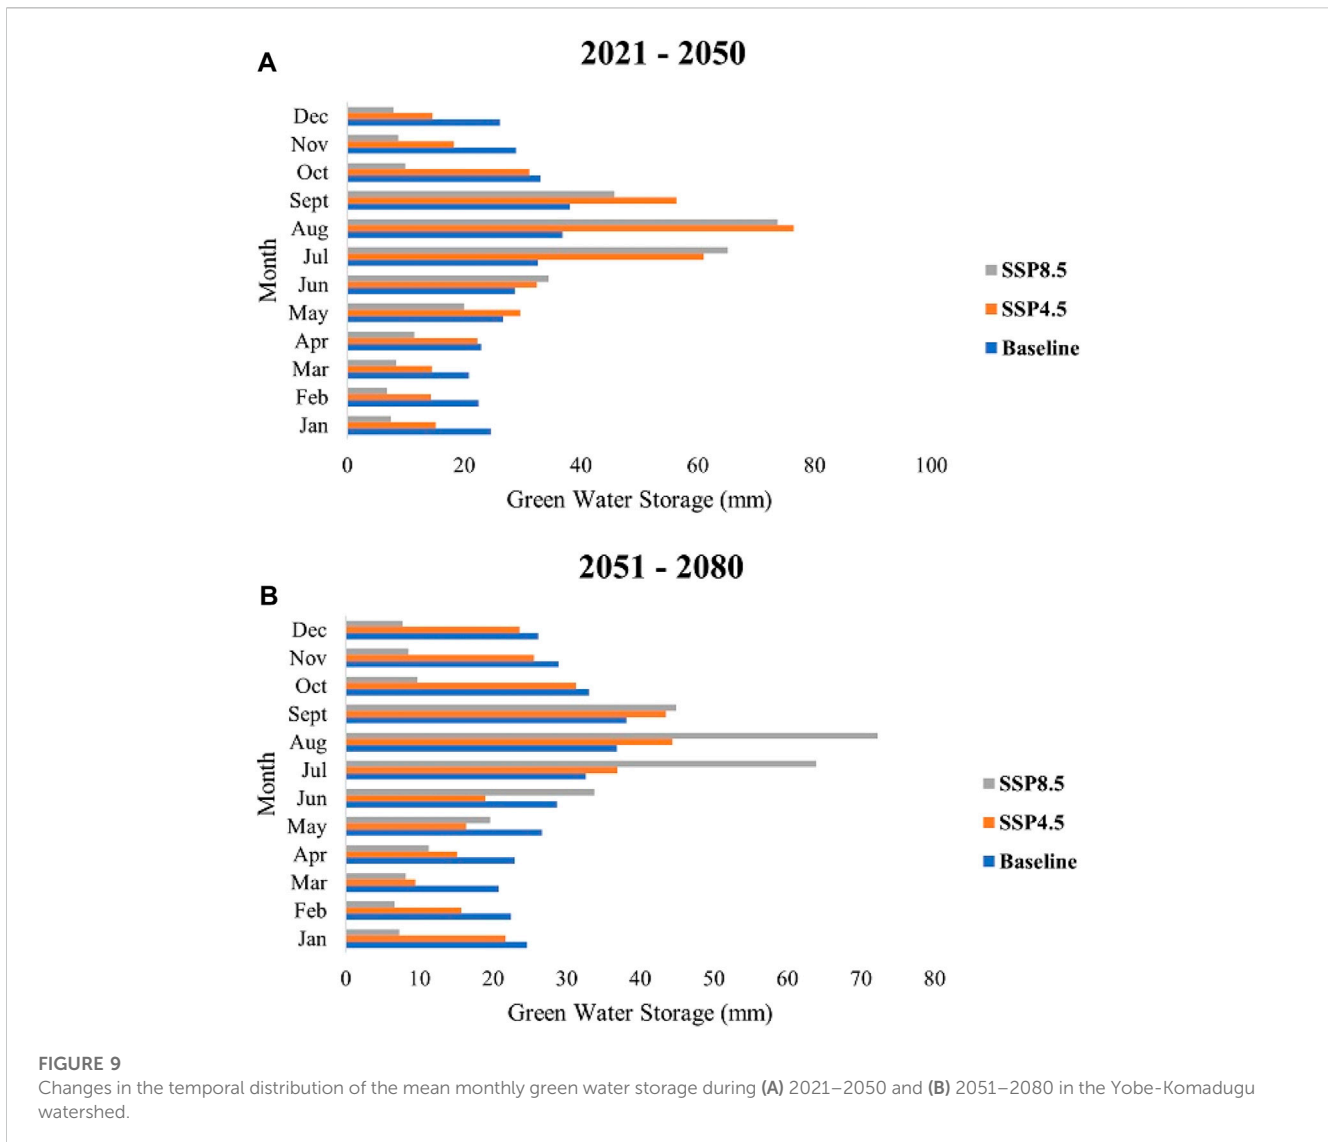 A
2021 - 2050
Dec
Nov
Oct
Sept
Aug
Jul
Jun
May
Apr
Mar
Feb
Jan
Month
0 20 40 60 80 100
Green Water Storage (mm)
SSP8.5
SSP4.5
Baseline
B
2051 - 2080
Dec
Nov
Oct
Sept
Aug
Jul
Jun
May
Apr
Mar
Feb
Jan
Month
0 10 20 30 40 50 60 70 80
Green Water Storage (mm)
SSP8.5
SSP4.5
Baseline
FIGURE 9
Changes in the temporal distribution of the mean monthly green water storage during (A) 2021–2050 and (B) 2051–2080 in the Yobe-Komadugu
watershed.